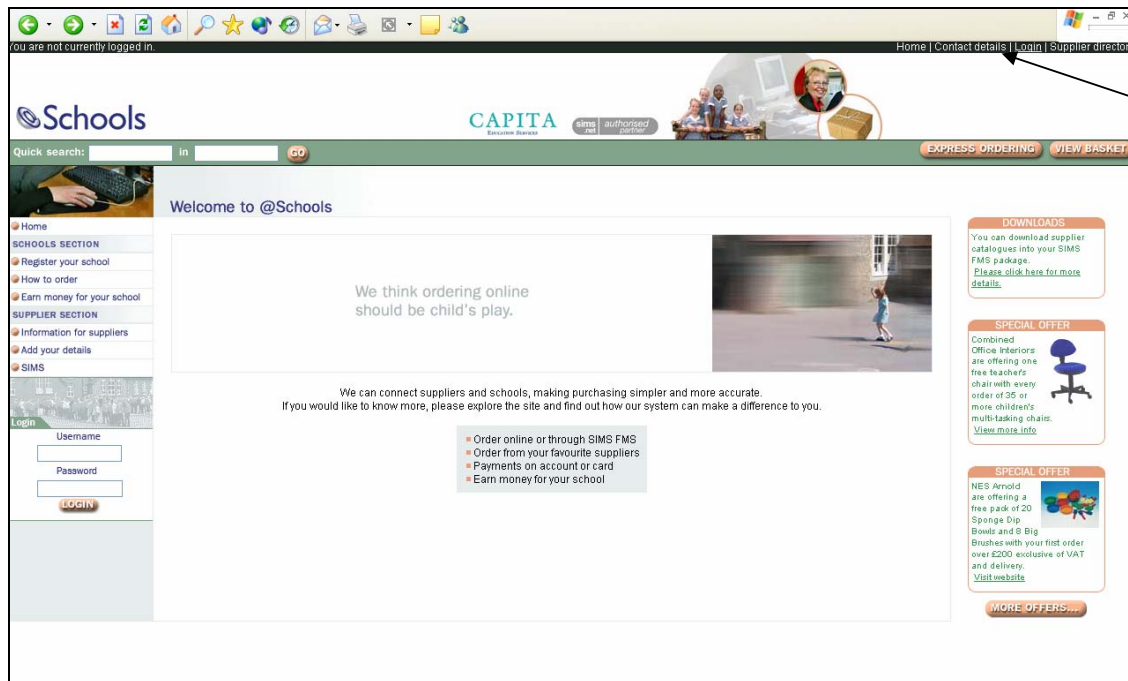 You are not currently logged in.
Home | Contact details | Login | Supplier director
@Schools
CAPITA
EDUCATION SERVICES
sims .net authorised partner
Quick search:
in
GO
EXPRESS ORDERING
VIEW BASKET
Welcome to @Schools
Home
SCHOOLS SECTION
Register your school
How to order
Earn money for your school
SUPPLIER SECTION
Information for suppliers
Add your details
SIMS
Login
Username
Password
LOGIN
We think ordering online
should be child's play.
We can connect suppliers and schools, making purchasing simpler and more accurate.
If you would like to know more, please explore the site and find out how our system can make a difference to you.
Order online or through SIMS FMS
Order from your favourite suppliers
Payments on account or card
Earn money for your school
DOWNLOADS
You can download supplier
catalogues into your SIMS
FMS package.
Please click here for more
details.
SPECIAL OFFER
Combined
Office Interiors
are offering one
free teacher's
chair with every
order of 35 or
more children's
multi-tasking chairs.
View more info
SPECIAL OFFER
NES Arnold
are offering a
free pack of 20
Sponge Dip
Bowls and 8 Big
Brushes with your first order
over £200 exclusive of VAT
and delivery.
Visit website
MORE OFFERS...